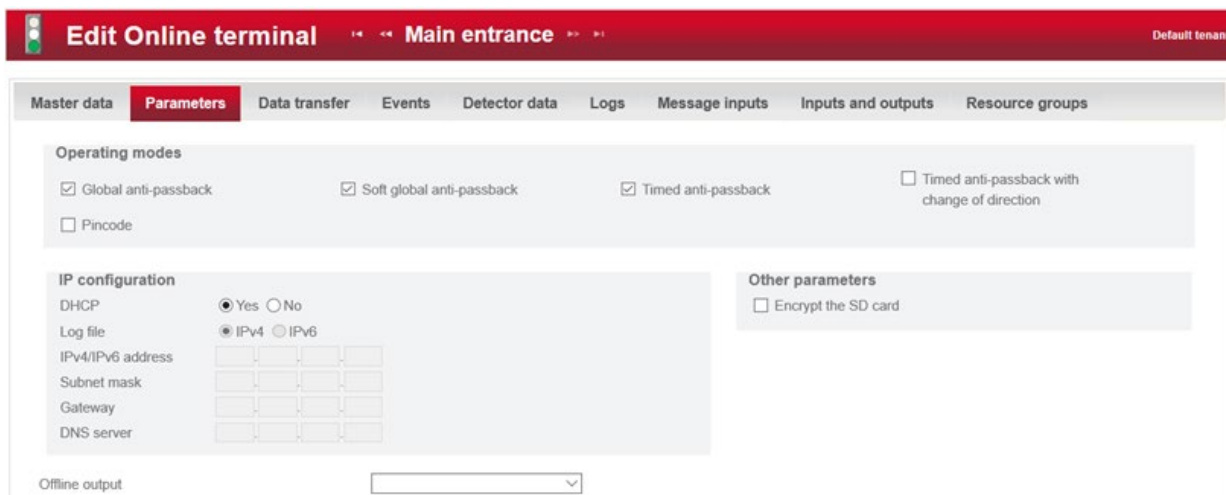 Edit Online terminal Main entrance Default tenan
Master data Parameters Data transfer Events Detector data Logs Message inputs Inputs and outputs Resource groups
Operating modes
Global anti-passback Soft global anti-passback Timed anti-passback Timed anti-passback with
change of direction
Pincode
IP configuration Other parameters
DHCP Yes No Encrypt the SD card
Log file IPv4 IPv6
IPv4/IPv6 address
Subnet mask
Gateway
DNS server
Offline output